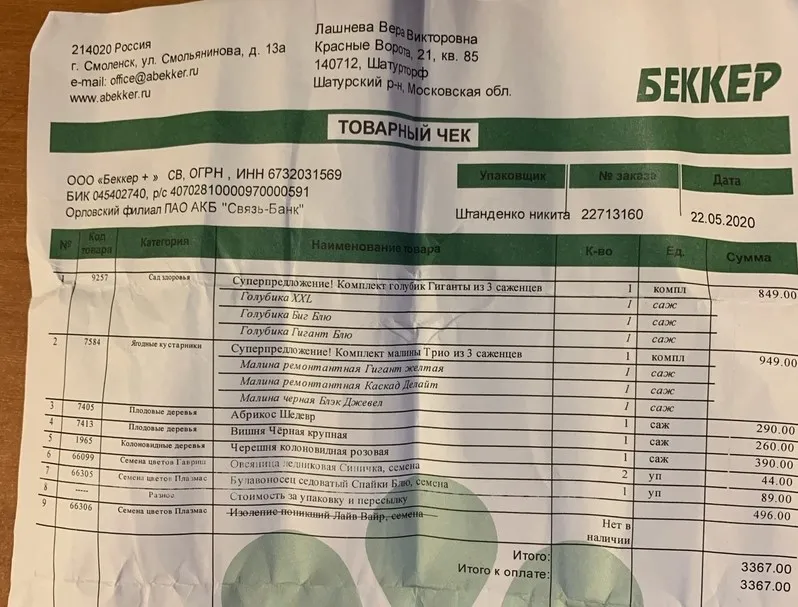 214020 Россия
г. Смоленск, ул. Смольянинова, д. 13а
e-mail: office@abekker.ru
www.abekker.ru
Лашнева Вера Викторовна
Красные Ворота, 21, кв. 85
140712, Шатурторф
Шатурский р-н, Московская обл.
БЕККЕР
ТОВАРНЫЙ ЧЕК
ООО «Беккер + » СВ, ОГРН , ИНН 6732031569
БИК 045402740, р/с 40702810000970000591
Орловский филиал ПАО АКБ "Связь-Банк"
Упаковщик № заказа Дата
Штанденко никита 22713160 22.05.2020
№ Код товара Категория Наименование товара К-во Ед. Сумма
1 9257 Сад здоровья Суперпредложение! Комплект голубик Гиганты из 3 саженцев 1 компл 849.00
Голубика XXL 1 саж
Голубика Биг Блю 1 саж
Голубика Гигант Блю 1 саж
2 7584 Ягодные кустарники Суперпредложение! Комплект малины Трио из 3 саженцев 1 компл 949.00
Малина ремонтантная Гигант желтая 1 саж
Малина ремонтантная Каскад Делайт 1 саж
Малина черная Блэк Джевел 1 саж
3 7405 Плодовые деревья Абрикос Шедевр 1 саж 290.00
4 7413 Плодовые деревья Вишня Чёрная крупная 1 саж 260.00
5 1965 Колоновидные деревья Черешня колоновидная розовая 1 саж 390.00
6 66099 Семена цветов Гавриш Овсяница ледниковая Синичка, семена 2 уп 44.00
7 66305 Семена цветов Плазмас Булавоносец седоватый Спайки Блю, семена 1 уп 89.00
8 ----- Разное Стоимость за упаковку и пересылку 496.00
9 66306 Семена цветов Плазмас Изолепис поникший Лайв Вайр, семена Нет в наличии
Итого: 3367.00
Итого к оплате: 3367.00